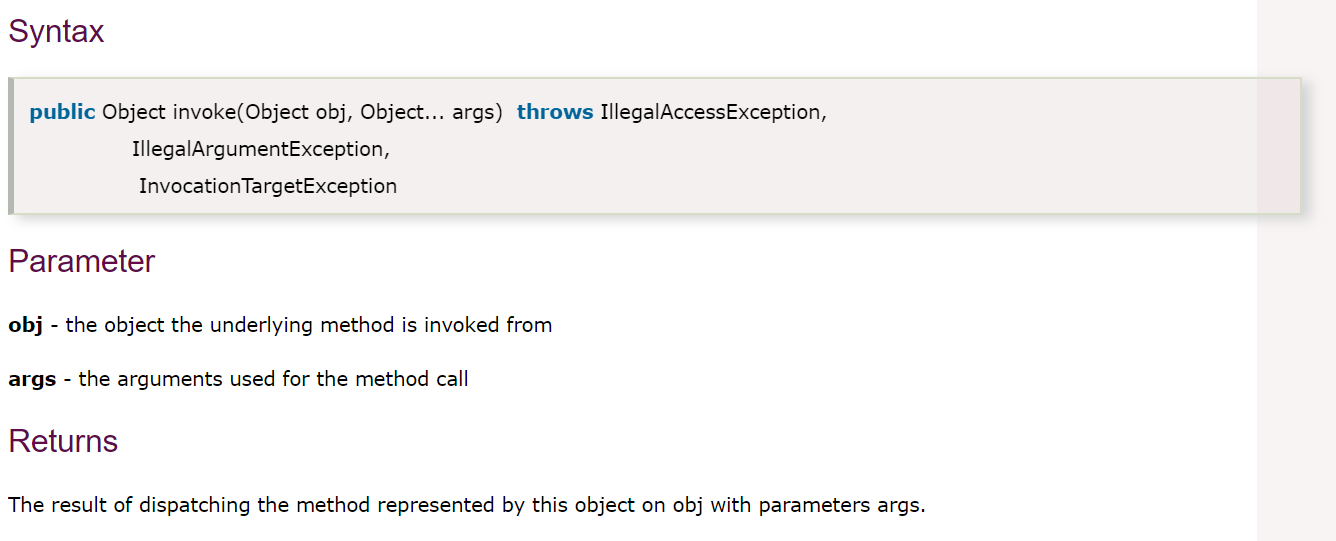 Syntax
public Object invoke(Object obj, Object... args)  throws IllegalAccessException,
IllegalArgumentException,
InvocationTargetException
Parameter
obj - the object the underlying method is invoked from
args - the arguments used for the method call
Returns
The result of dispatching the method represented by this object on obj with parameters args.